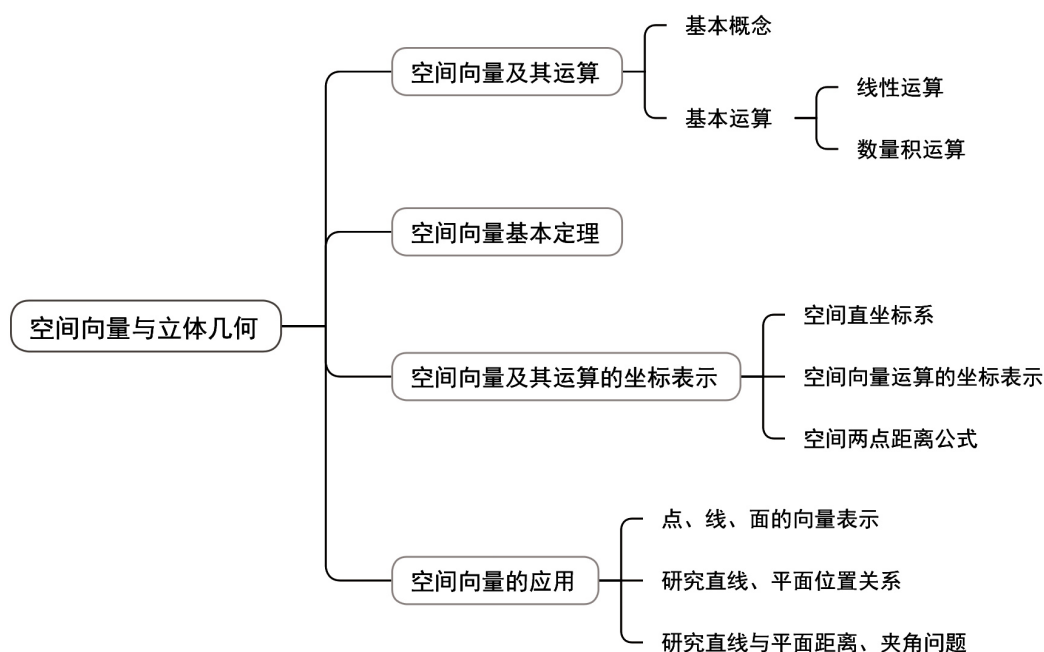 空间向量与立体几何
空间向量及其运算
基本概念
基本运算
线性运算
数量积运算
空间向量基本定理
空间向量及其运算的坐标表示
空间直坐标系
空间向量运算的坐标表示
空间两点距离公式
空间向量的应用
点、线、面的向量表示
研究直线、平面位置关系
研究直线与平面距离、夹角问题